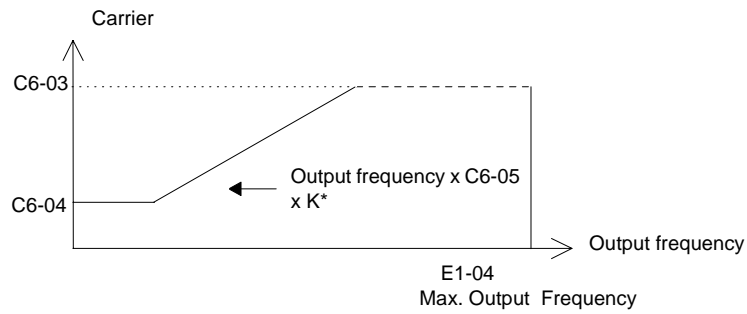 Carrier
C6-03
Output frequency x C6-05
x K*
C6-04
Output frequency
E1-04
Max. Output Frequency